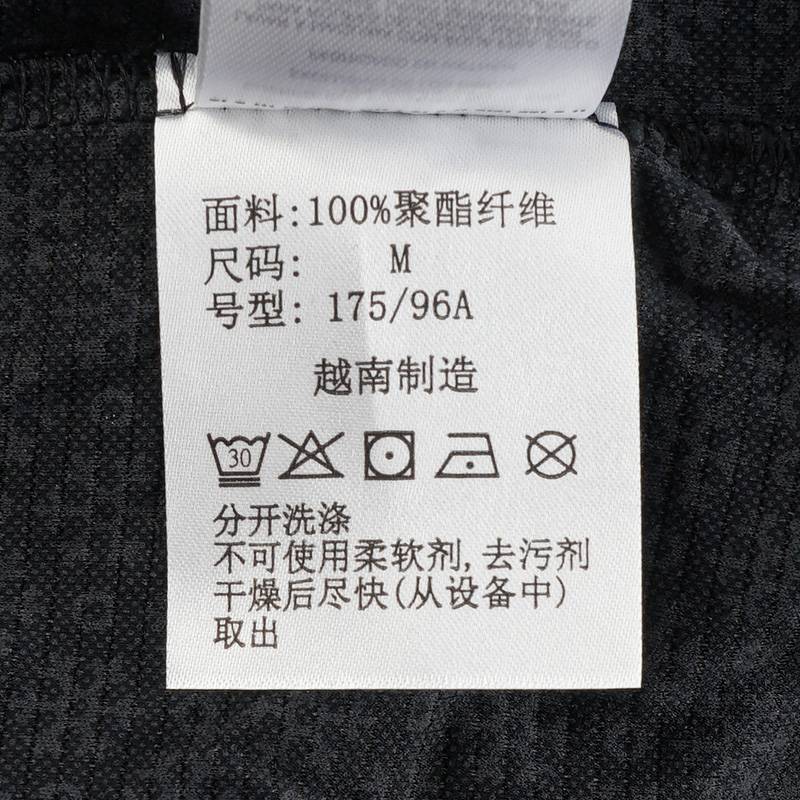 面料:100%聚酯纤维
尺码: M
号型: 175/96A
越南制造
30
分开洗涤
不可使用柔软剂,去污剂
干燥后尽快(从设备中)
取出